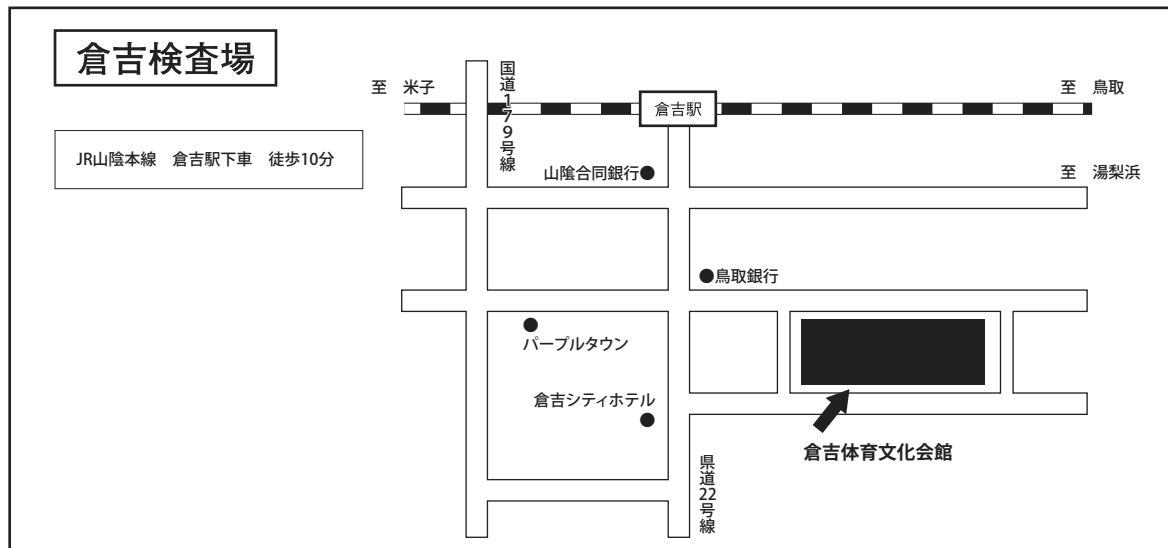 倉吉検査場
国道179号線
至 米子
至 鳥取
倉吉駅
JR山陰本線 倉吉駅下車 徒歩10分
山陰合同銀行●
至 湯梨浜
●鳥取銀行
パープルタウン
倉吉シティホテル
倉吉体育文化会館
県道22号線